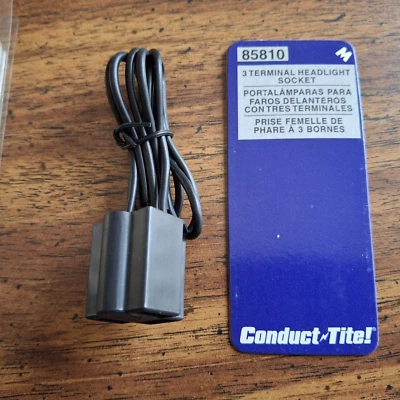 85810
M
3 TERMINAL HEADLIGHT
SOCKET
PORTALÁMPARAS PARA
FAROS DELANTEROS
CON TRES TERMINALES
PRISE FEMELLE DE
PHARE À 3 BORNES
Conduct-Tite!